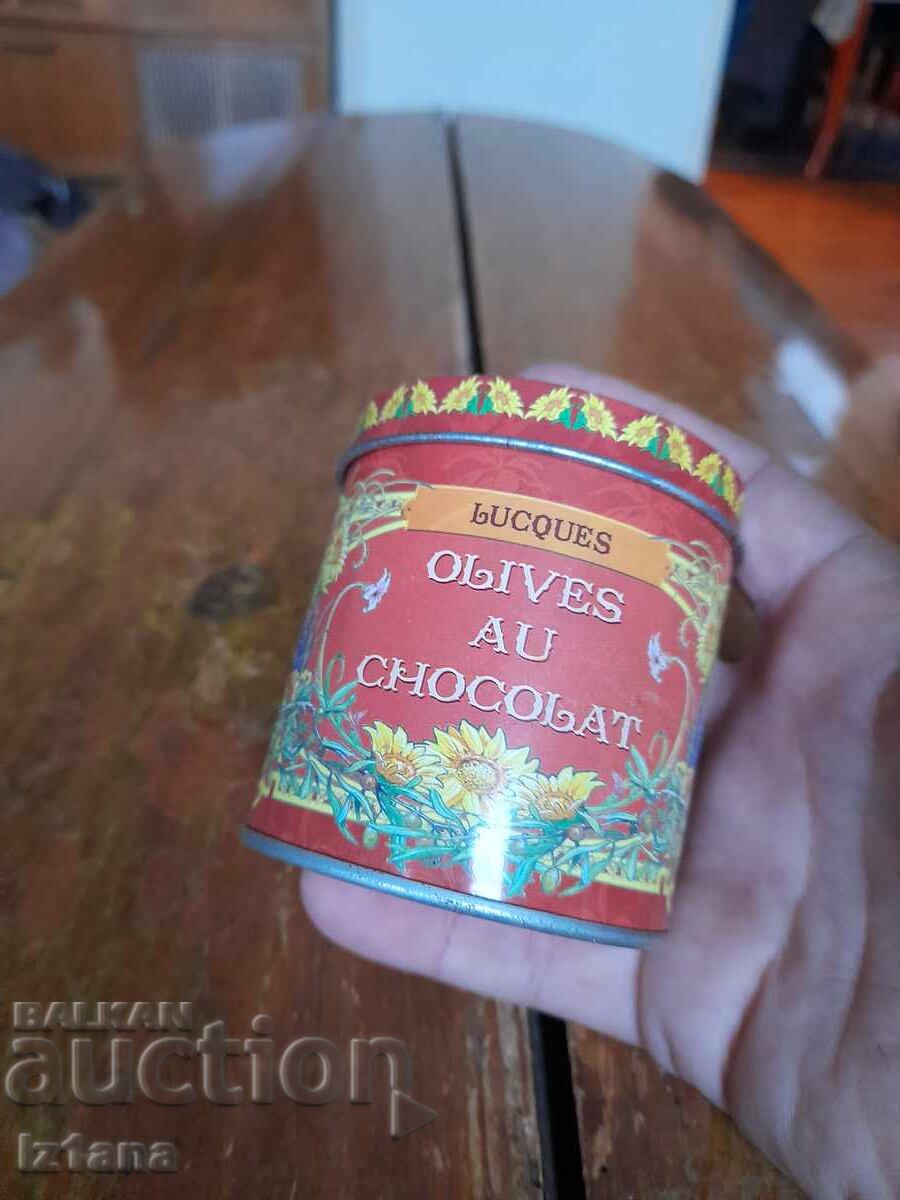 LUCQUES
OLIVES
AU
CHOCOLAT
BALKAN
auction
Iz1ana